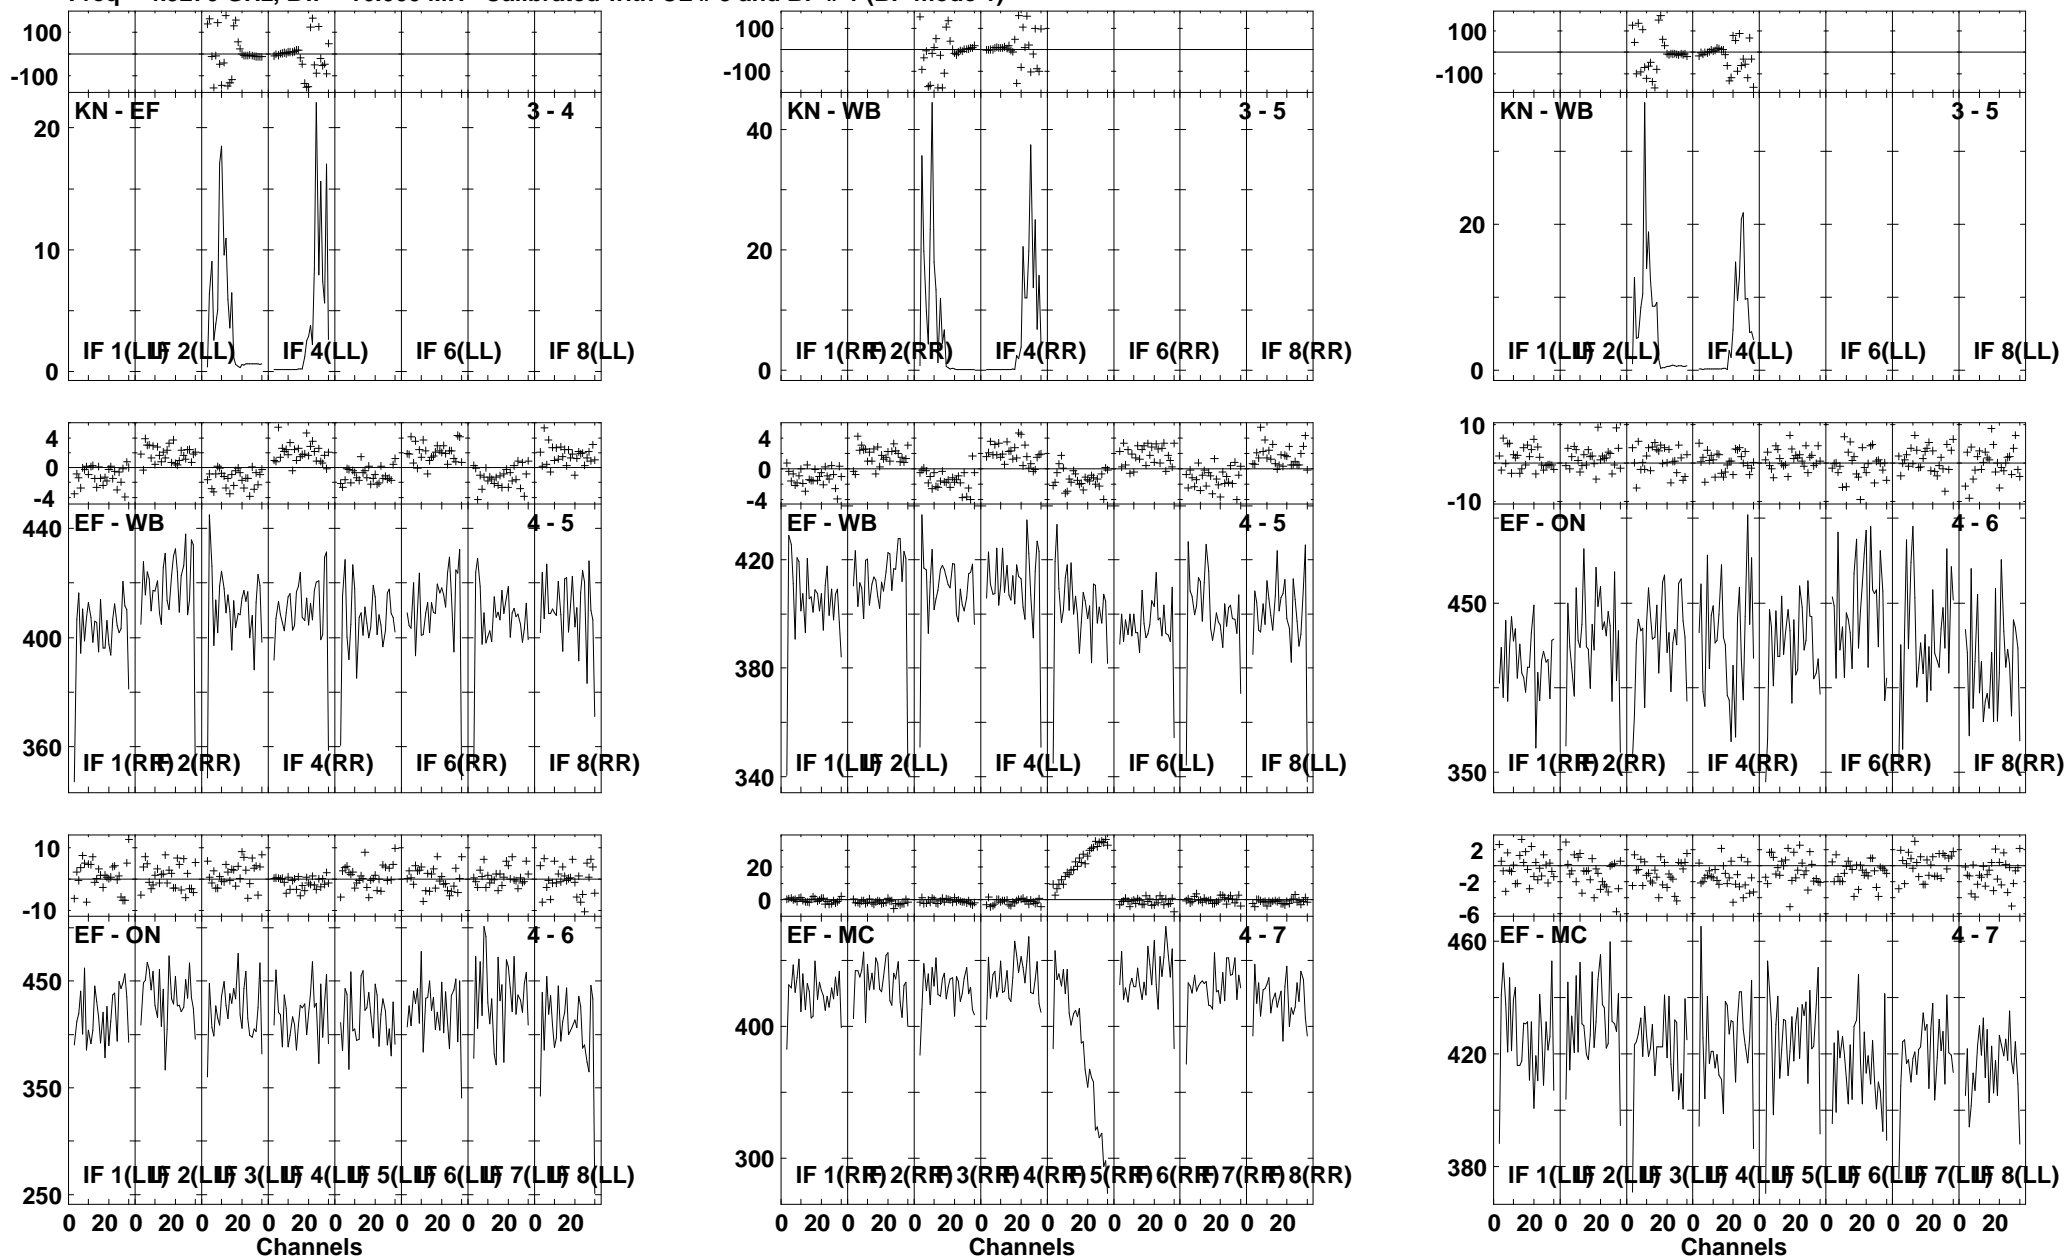 100
-100
KN - EF 3 - 4
20
10
0
IF 1(LL) IF 2(LL) IF 4(LL) IF 6(LL) IF 8(LL)
100
-100
KN - WB 3 - 5
40
20
0
IF 1(RR) IF 2(RR) IF 4(RR) IF 6(RR) IF 8(RR)
100
-100
KN - WB 3 - 5
20
0
IF 1(LL) IF 2(LL) IF 4(LL) IF 6(LL) IF 8(LL)
4
0
-4
EF - WB 4 - 5
440
400
360
IF 1(RR) IF 2(RR) IF 4(RR) IF 6(RR) IF 8(RR)
4
0
-4
EF - WB 4 - 5
420
380
340
IF 1(LL) IF 2(LL) IF 4(LL) IF 6(LL) IF 8(LL)
10
0
-10
EF - ON 4 - 6
450
350
IF 1(RR) IF 2(RR) IF 4(RR) IF 6(RR) IF 8(RR)
10
0
-10
EF - ON 4 - 6
450
350
250
IF 1(LL) IF 2(LL) IF 3(LL) IF 4(LL) IF 5(LL) IF 6(LL) IF 7(LL) IF 8(LL)
0 20 0 20 0 20 0 20 0 20 0 20 0 20 0 20
Channels
20
0
EF - MC 4 - 7
400
300
IF 1(RR) IF 2(RR) IF 3(RR) IF 4(RR) IF 5(RR) IF 6(RR) IF 7(RR) IF 8(RR)
0 20 0 20 0 20 0 20 0 20 0 20 0 20 0 20
Channels
2
-2
-6
EF - MC 4 - 7
460
420
380
IF 1(LL) IF 2(LL) IF 3(LL) IF 4(LL) IF 5(LL) IF 6(LL) IF 7(LL) IF 8(LL)
0 20 0 20 0 20 0 20 0 20 0 20 0 20 0 20
Channels